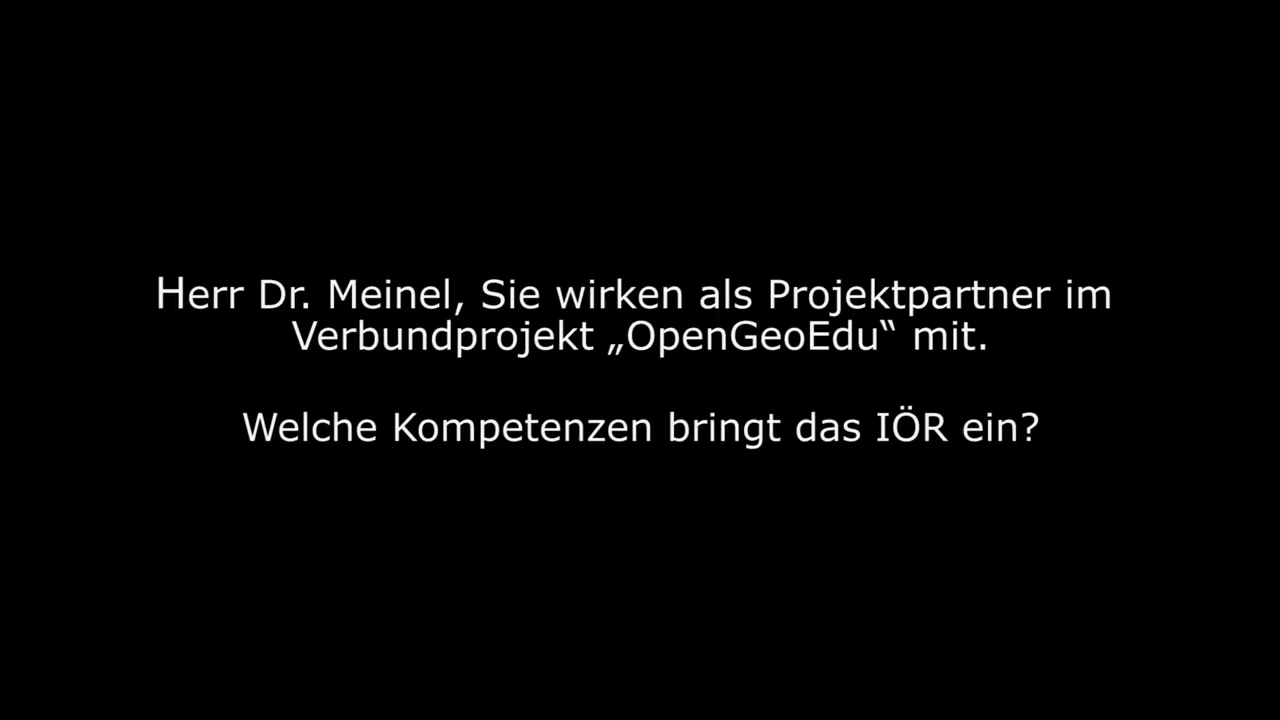 Herr Dr. Meinel, Sie wirken als Projektpartner im
Verbundprojekt „OpenGeoEdu“ mit.
Welche Kompetenzen bringt das IÖR ein?